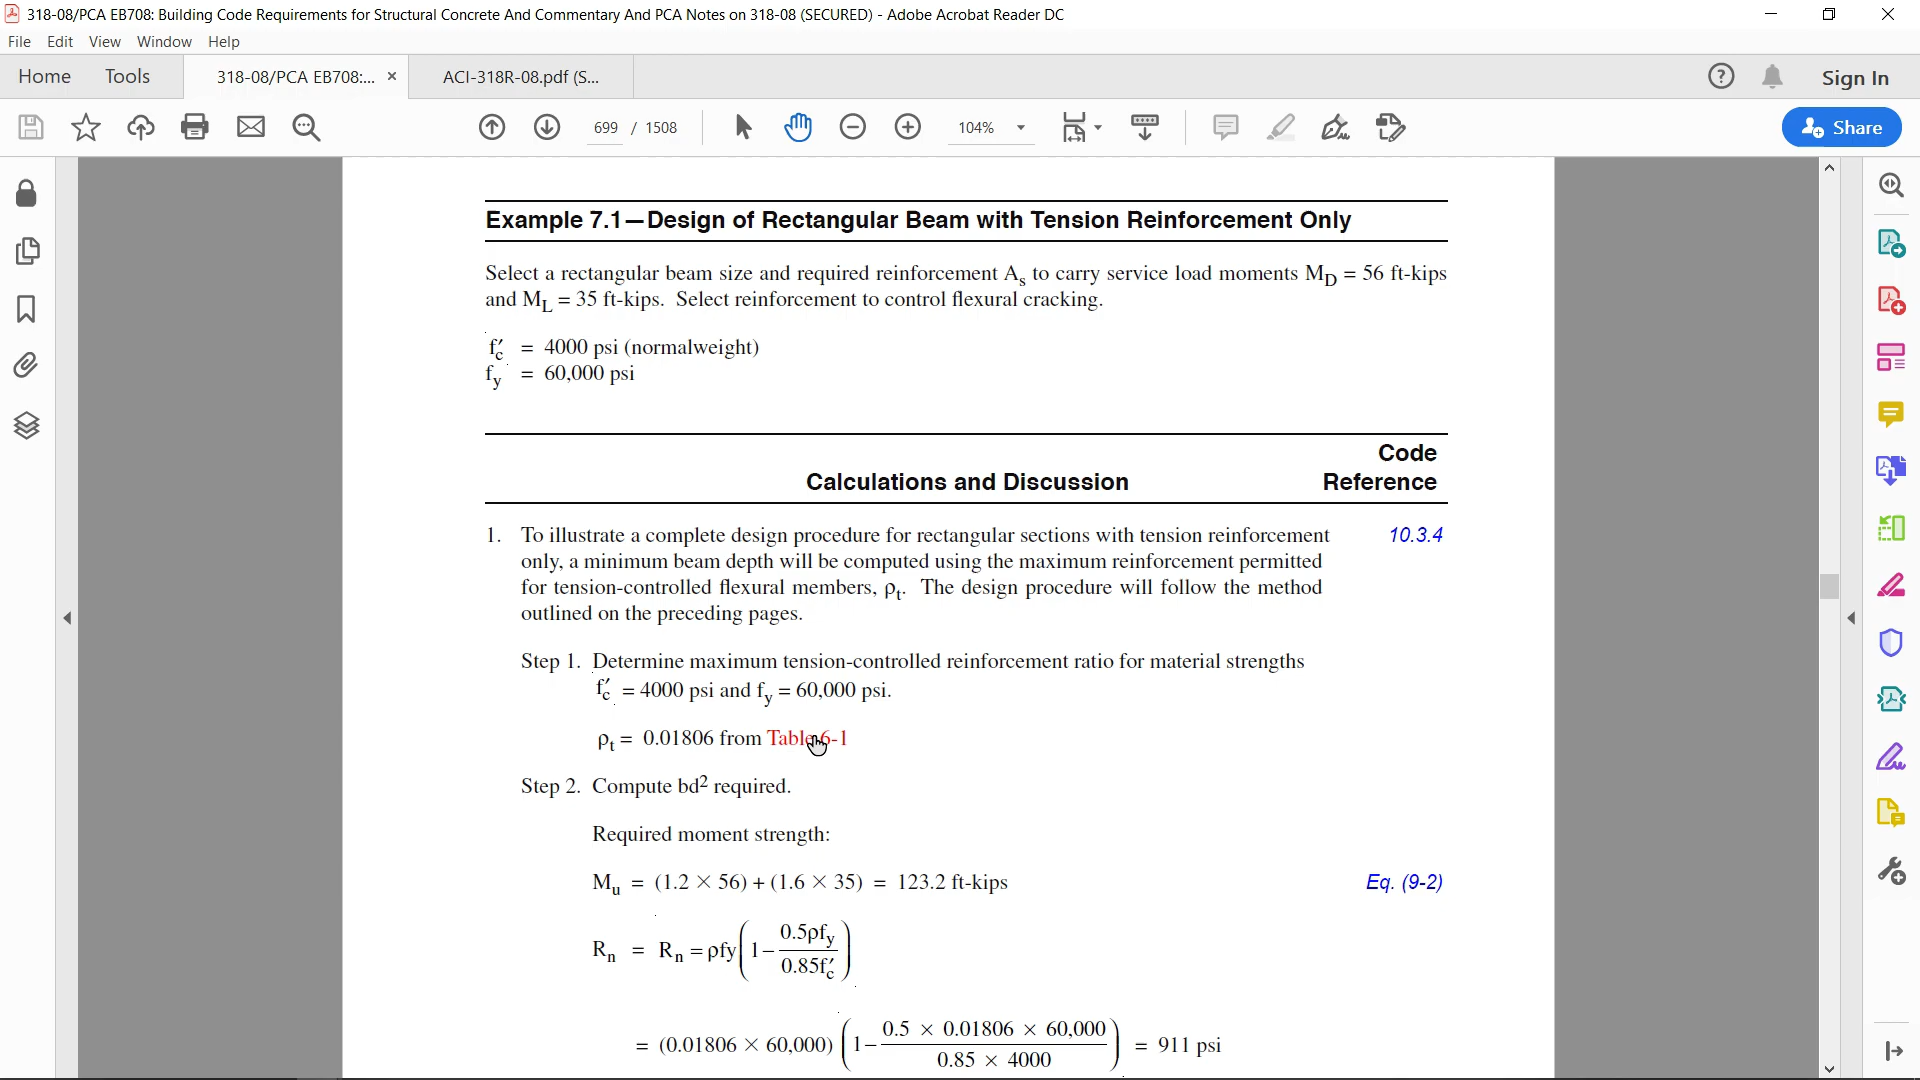 318-08/PCA EB708: Building Code Requirements for Structural Concrete And Commentary And PCA Notes on 318-08 (SECURED) - Adobe Acrobat Reader DC
File Edit View Window Help
Home Tools 318-08/PCA EB708:... × ACI-318R-08.pdf (S... Sign In
699 / 1508 104% Share
Example 7.1—Design of Rectangular Beam with Tension Reinforcement Only
Select a rectangular beam size and required reinforcement As to carry service load moments MD = 56 ft-kips
and ML = 35 ft-kips. Select reinforcement to control flexural cracking.
f′c = 4000 psi (normalweight)
fy = 60,000 psi
Code
Calculations and Discussion Reference
1. To illustrate a complete design procedure for rectangular sections with tension reinforcement 10.3.4
only, a minimum beam depth will be computed using the maximum reinforcement permitted
for tension-controlled flexural members, ρt. The design procedure will follow the method
outlined on the preceding pages.
Step 1. Determine maximum tension-controlled reinforcement ratio for material strengths
f′c = 4000 psi and fy = 60,000 psi.
ρt = 0.01806 from Table 6-1
Step 2. Compute bd² required.
Required moment strength:
Mu = (1.2 × 56) + (1.6 × 35) = 123.2 ft-kips Eq. (9-2)
Rn = Rn = ρfy(1 – 0.5ρfy / 0.85f′c)
= (0.01806 × 60,000) (1 – 0.5 × 0.01806 × 60,000 / 0.85 × 4000) = 911 psi